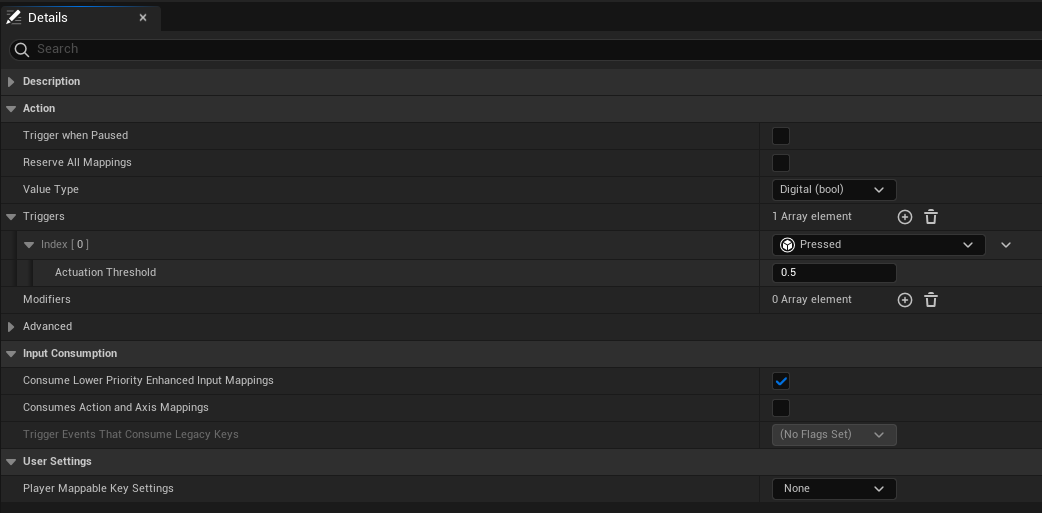 Details
Search
Description
Action
Trigger when Paused
Reserve All Mappings
Value Type Digital (bool)
Triggers 1 Array element
Index [ 0 ] Pressed
Actuation Threshold 0.5
Modifiers 0 Array element
Advanced
Input Consumption
Consume Lower Priority Enhanced Input Mappings
Consumes Action and Axis Mappings
Trigger Events That Consume Legacy Keys (No Flags Set)
User Settings
Player Mappable Key Settings None